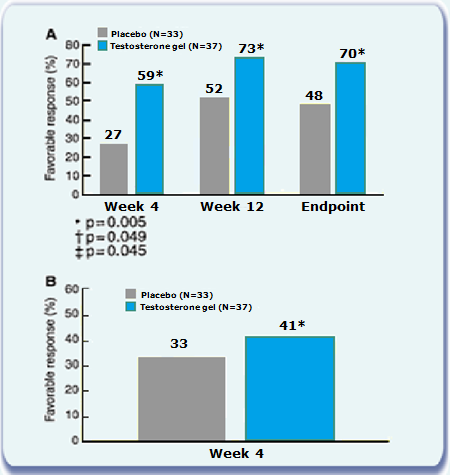 A
Placebo (N=33)
Testosterone gel (N=37)
Favorable response (%)
80
70
60
50
40
30
20
10
0
27
59*
52
73*
48
70*
Week 4
Week 12
Endpoint
* p=0.005
† p=0.049
‡ p=0.045
B
Placebo (N=33)
Testosterone gel (N=37)
Favorable response (%)
60
50
40
30
20
10
0
33
41*
Week 4